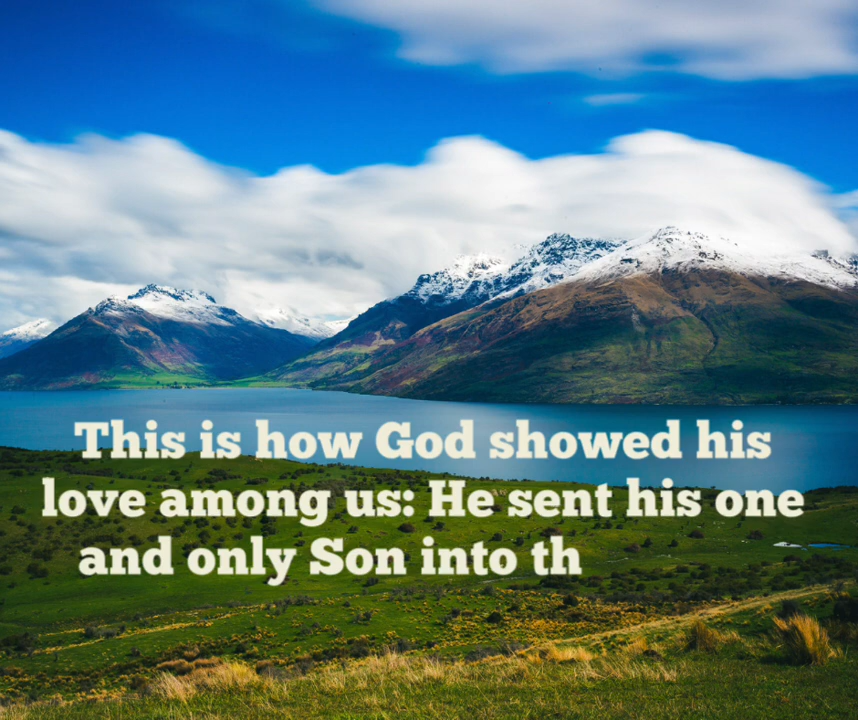 This is how God showed his
love among us: He sent his one
and only Son into th